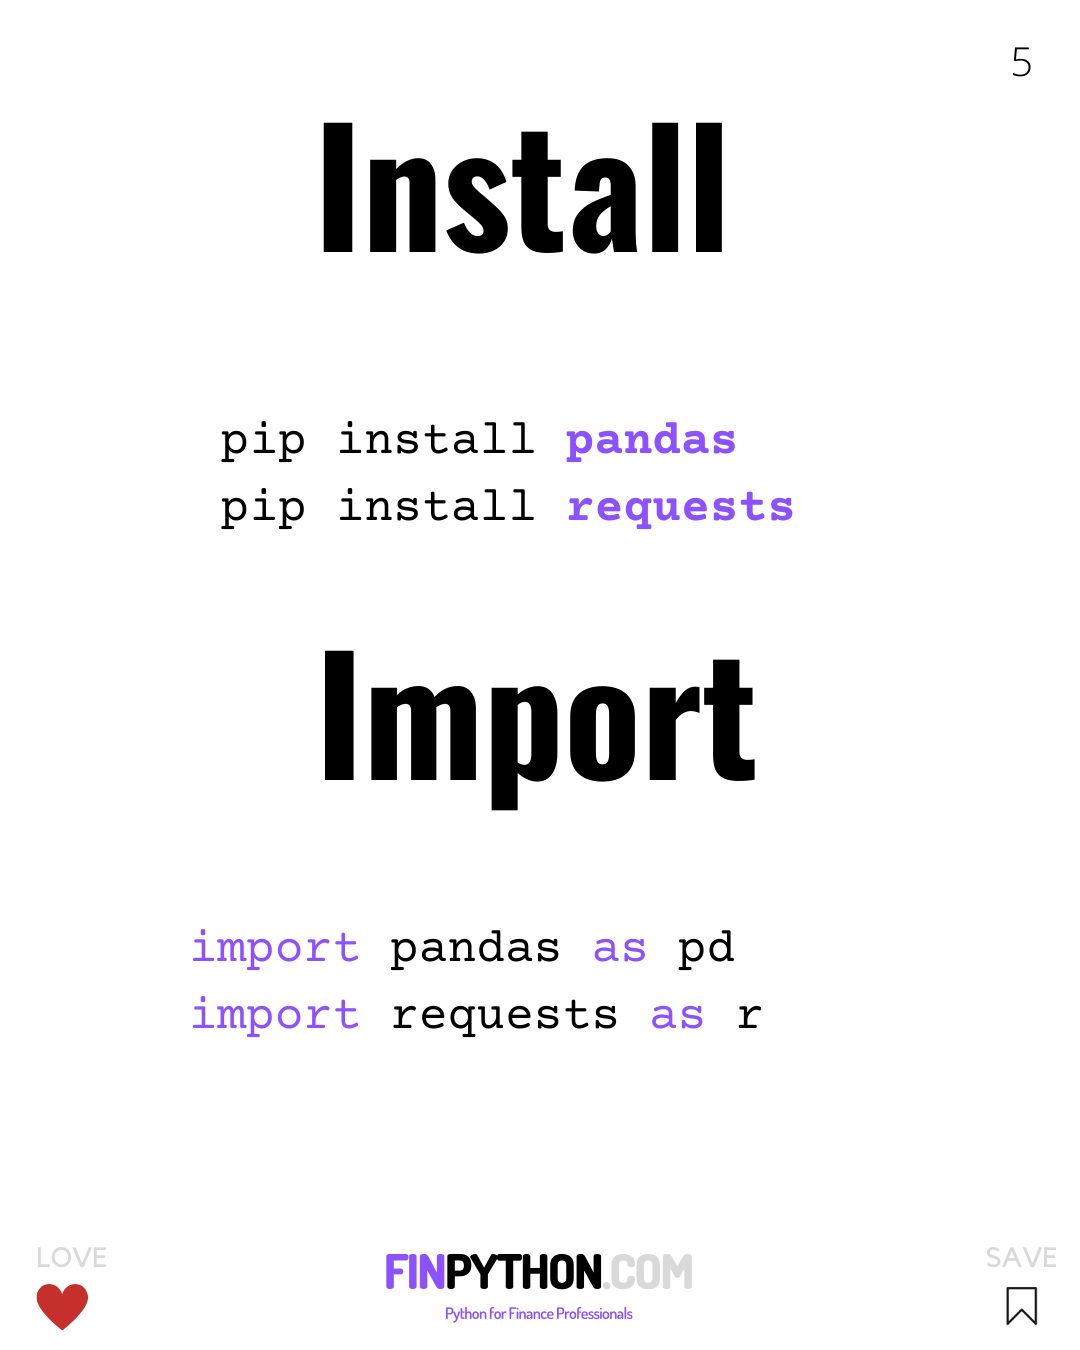 5
Install
pip install pandas
pip install requests
Import
import pandas as pd
import requests as r
LOVE
FINPYTHON.COM
Python for Finance Professionals
SAVE